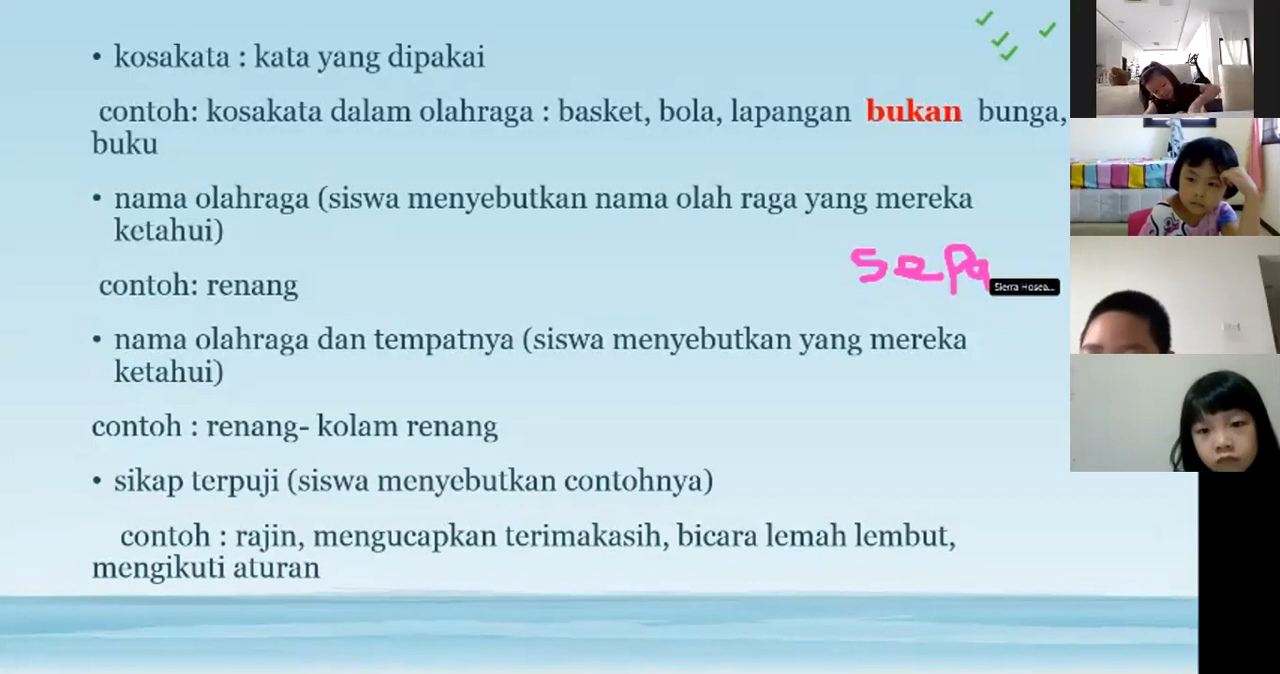 • kosakata : kata yang dipakai
contoh: kosakata dalam olahraga : basket, bola, lapangan bukan bunga,
buku
• nama olahraga (siswa menyebutkan nama olah raga yang mereka
ketahui)
sepa
Sierra Hosea...
contoh: renang
• nama olahraga dan tempatnya (siswa menyebutkan yang mereka
ketahui)
contoh : renang- kolam renang
• sikap terpuji (siswa menyebutkan contohnya)
contoh : rajin, mengucapkan terimakasih, bicara lemah lembut,
mengikuti aturan